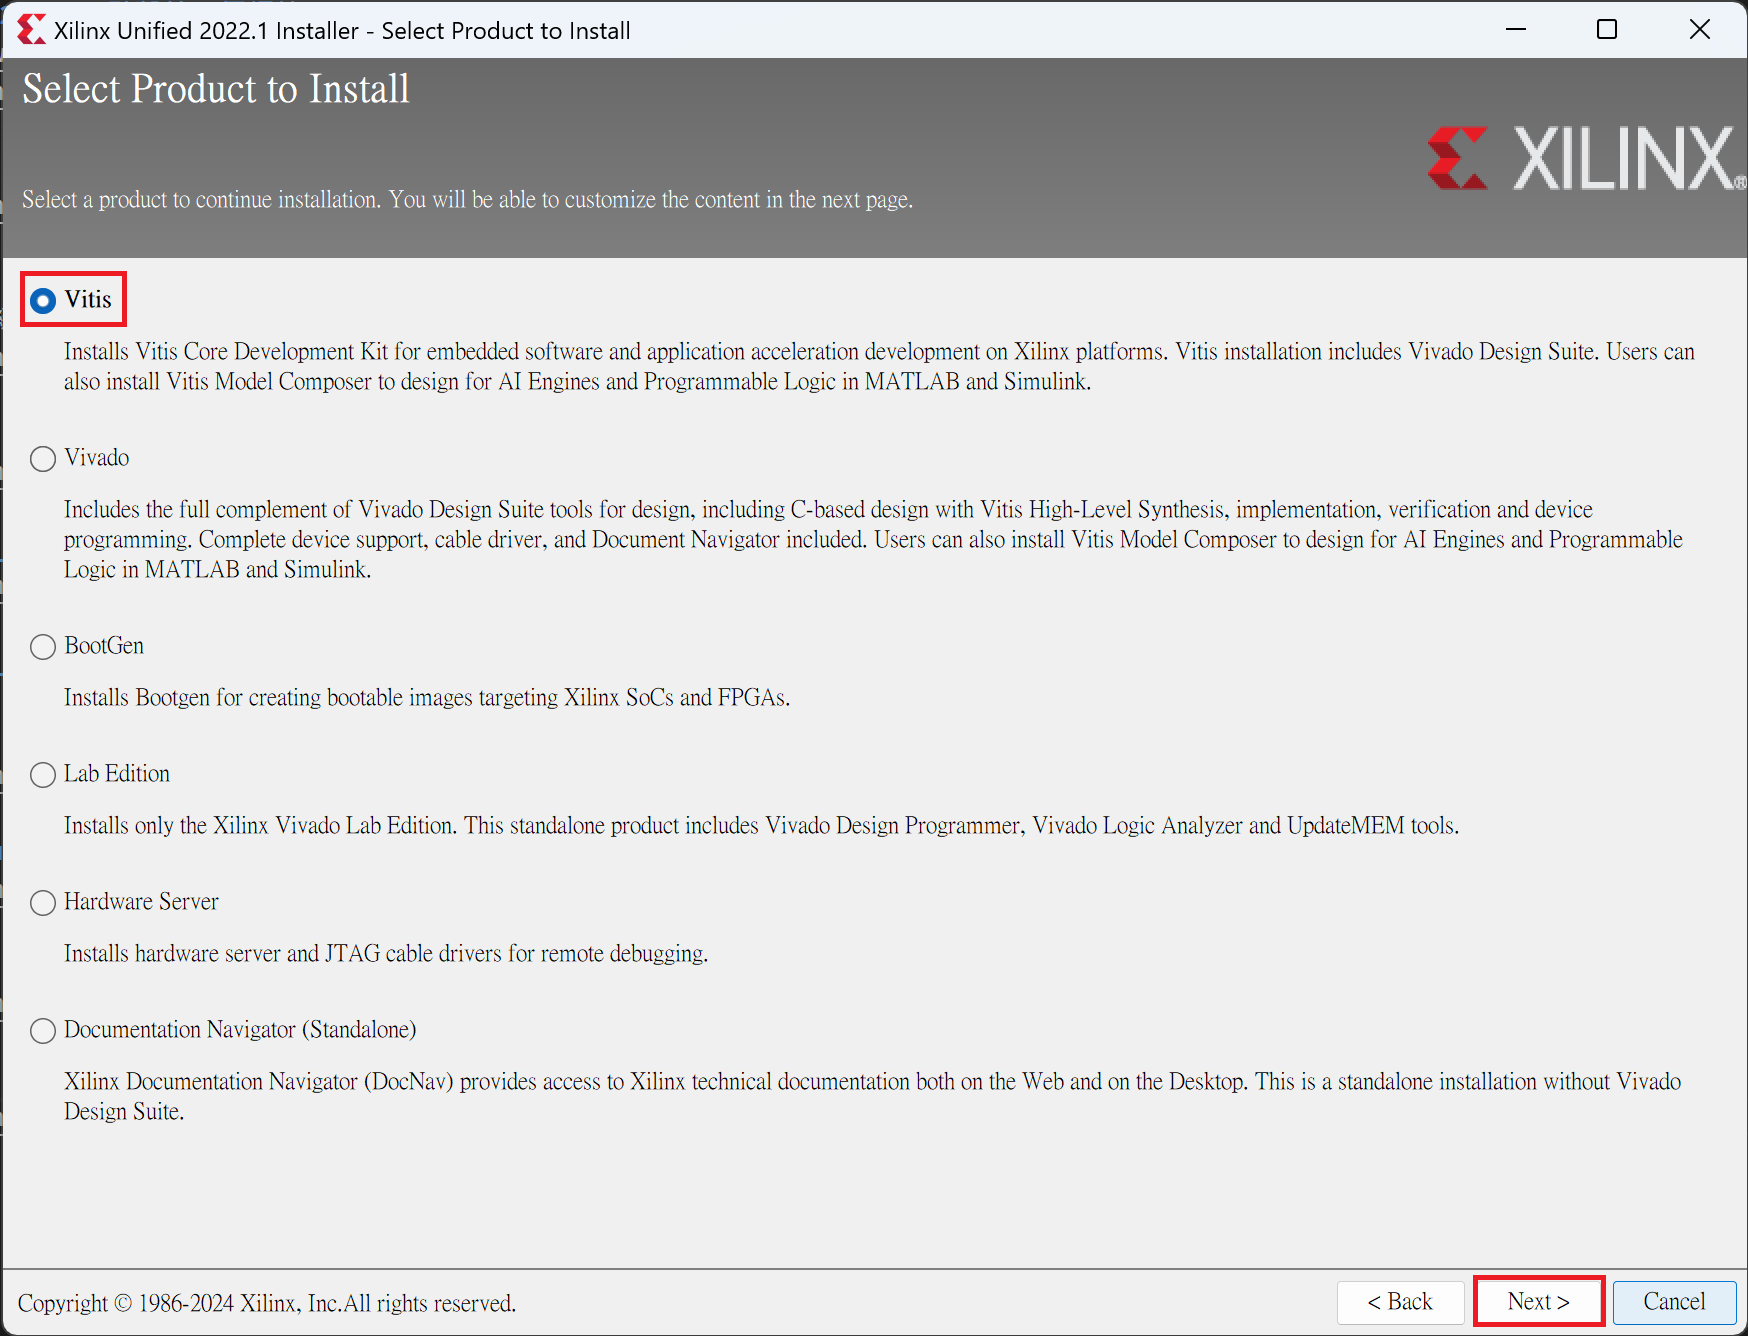 Xilinx Unified 2022.1 Installer - Select Product to Install
Select Product to Install
XILINX®
Select a product to continue installation. You will be able to customize the content in the next page.
Vitis
Installs Vitis Core Development Kit for embedded software and application acceleration development on Xilinx platforms. Vitis installation includes Vivado Design Suite. Users can
also install Vitis Model Composer to design for AI Engines and Programmable Logic in MATLAB and Simulink.
Vivado
Includes the full complement of Vivado Design Suite tools for design, including C-based design with Vitis High-Level Synthesis, implementation, verification and device
programming. Complete device support, cable driver, and Document Navigator included. Users can also install Vitis Model Composer to design for AI Engines and Programmable
Logic in MATLAB and Simulink.
BootGen
Installs Bootgen for creating bootable images targeting Xilinx SoCs and FPGAs.
Lab Edition
Installs only the Xilinx Vivado Lab Edition. This standalone product includes Vivado Design Programmer, Vivado Logic Analyzer and UpdateMEM tools.
Hardware Server
Installs hardware server and JTAG cable drivers for remote debugging.
Documentation Navigator (Standalone)
Xilinx Documentation Navigator (DocNav) provides access to Xilinx technical documentation both on the Web and on the Desktop. This is a standalone installation without Vivado
Design Suite.
Copyright © 1986-2024 Xilinx, Inc.All rights reserved.
< Back
Next >
Cancel